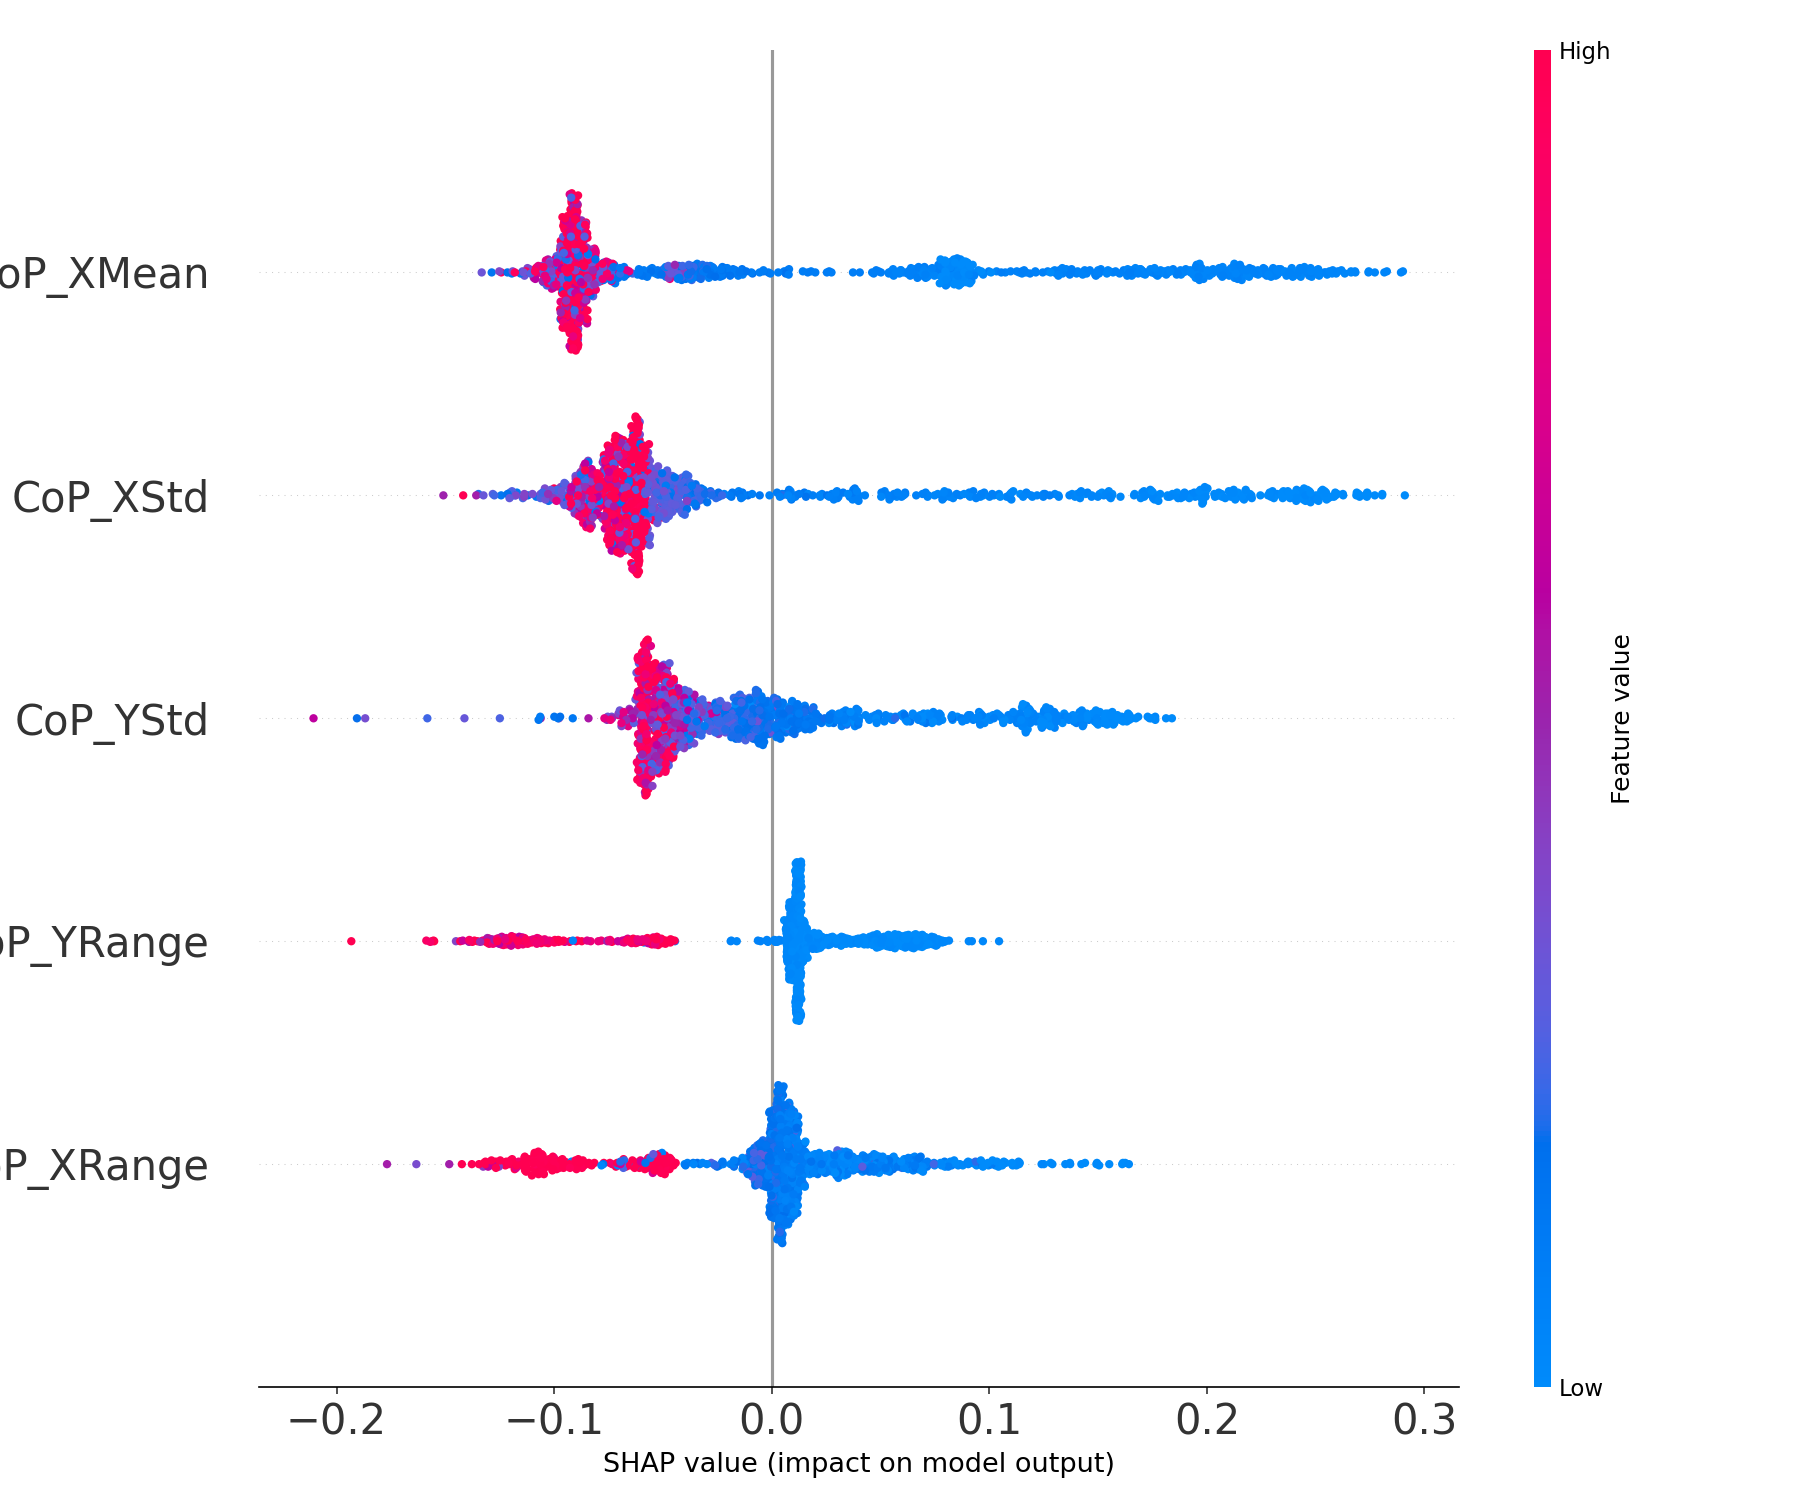 High
oP_XMean
CoP_XStd
CoP_YStd
Feature value
oP_YRange
oP_XRange
Low
−0.2 −0.1 0.0 0.1 0.2 0.3
SHAP value (impact on model output)